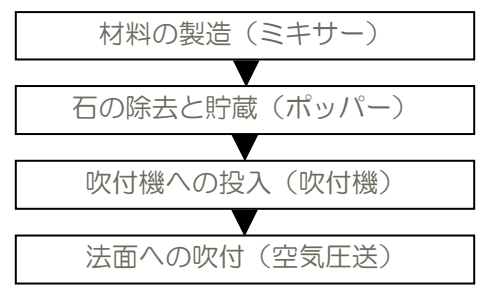 材料の製造（ミキサー）
石の除去と貯蔵（ポッパー）
吹付機への投入（吹付機）
法面への吹付（空気圧送）